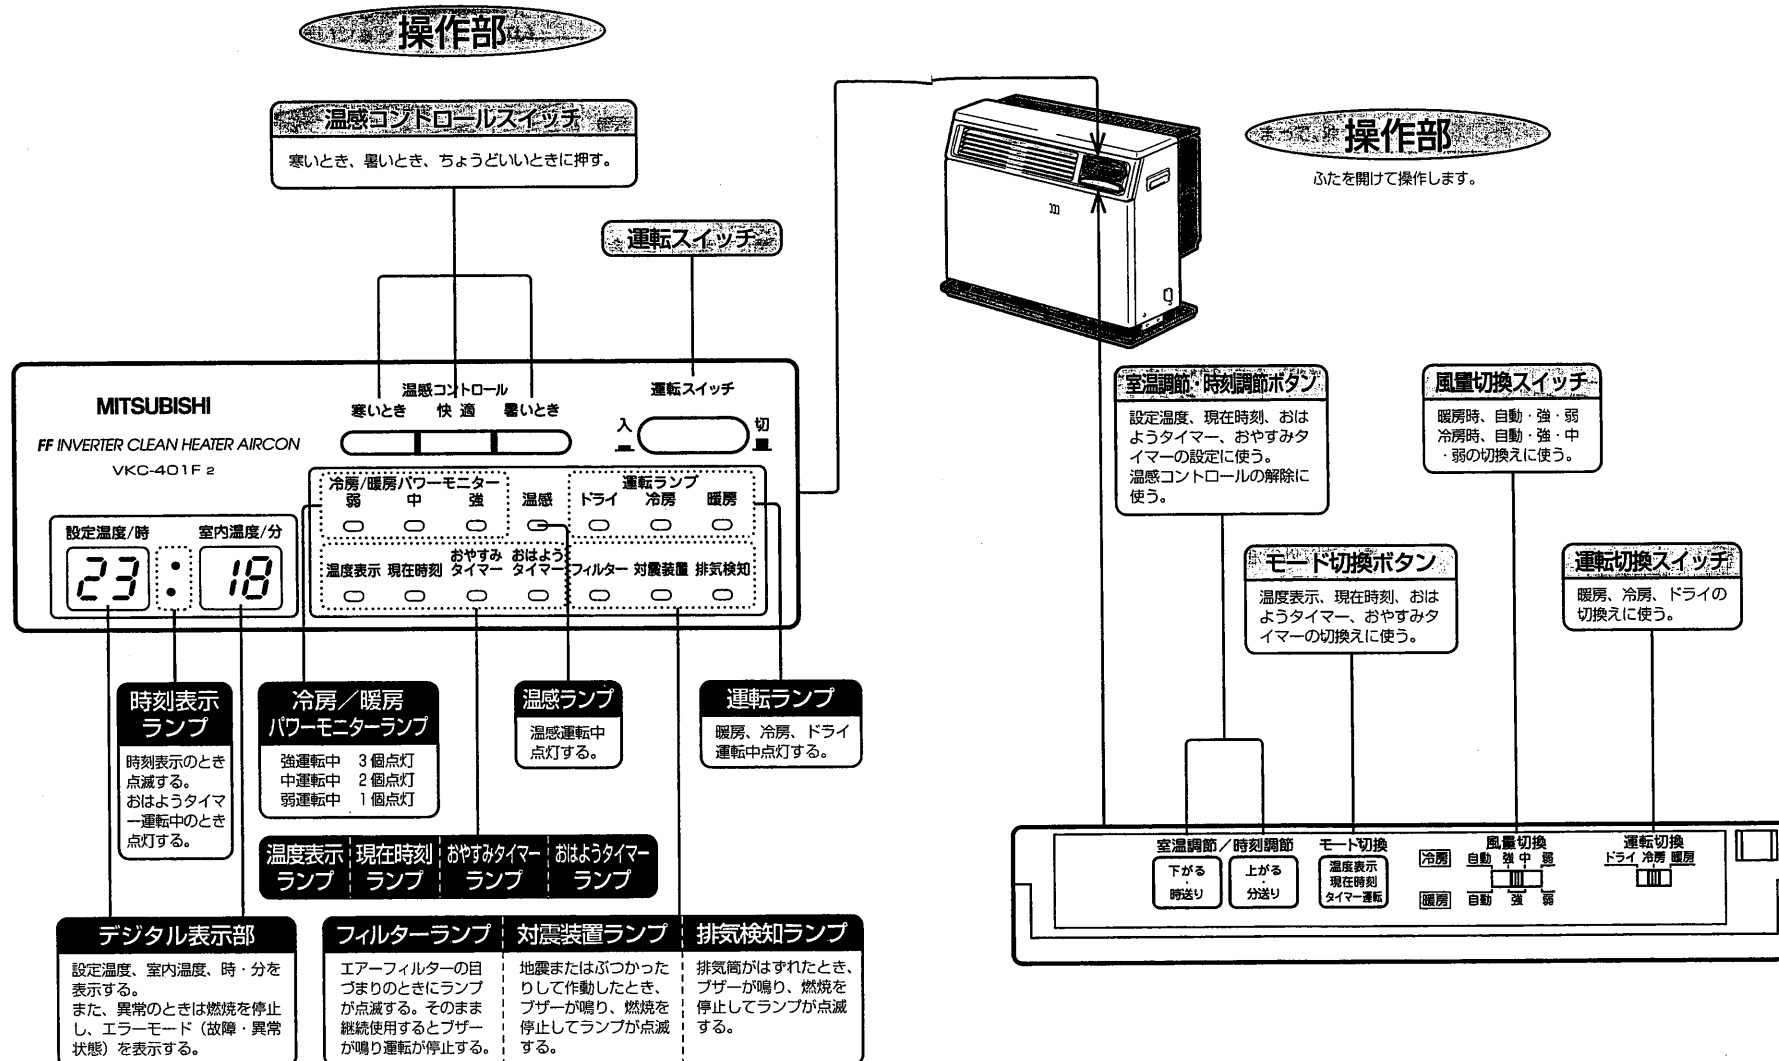 操作部
温感コントロールスイッチ
寒いとき、暑いとき、ちょうどいいときに押す。
運転スイッチ
操作部
ふたを開けて操作します。
MITSUBISHI
FF INVERTER CLEAN HEATER AIRCON
VKC-401F 2
温感コントロール
寒いとき 快適 暑いとき
運転スイッチ
入 切
冷房/暖房パワーモニター
弱 中 強
温感
運転ランプ
ドライ 冷房 暖房
設定温度/時 室内温度/分
23 : 18
温度表示 現在時刻 おやすみタイマー おはようタイマー フィルター 対震装置 排気検知
時刻表示
ランプ
時刻表示のとき
点滅する。
おはようタイマ
ー運転中のとき
点灯する。
冷房/暖房
パワーモニターランプ
強運転中 3個点灯
中運転中 2個点灯
弱運転中 1個点灯
温感ランプ
温感運転中
点灯する。
運転ランプ
暖房、冷房、ドライ
運転中点灯する。
温度表示ランプ
現在時刻ランプ
おやすみタイマーランプ
おはようタイマーランプ
デジタル表示部
設定温度、室内温度、時・分を
表示する。
また、異常のときは燃焼を停止
し、エラーモード(故障・異常
状態)を表示する。
フィルターランプ
エアーフィルターの目
づまりのときにランプ
が点滅する。そのまま
継続使用するとブザー
が鳴り運転が停止する。
対震装置ランプ
地震またはぶつかった
りして作動したとき、
ブザーが鳴り、燃焼を
停止してランプが点滅
する。
排気検知ランプ
排気筒がはずれたとき、
ブザーが鳴り、燃焼を
停止してランプが点滅
する。
室温調節・時刻調節ボタン
設定温度、現在時刻、おは
ようタイマー、おやすみタ
イマーの設定に使う。
温感コントロールの解除に
使う。
風量切換スイッチ
暖房時、自動・強・弱
冷房時、自動・強・中
・弱の切換えに使う。
モード切換ボタン
温度表示、現在時刻、おは
ようタイマー、おやすみタ
イマーの切換えに使う。
運転切換スイッチ
暖房、冷房、ドライの
切換えに使う。
室温調節/時刻調節
下がる
・
時送り
上がる
・
分送り
モード切換
温度表示
現在時刻
タイマー運転
風量切換
冷房 自動 強 中 弱
暖房 自動 強 弱
運転切換
ドライ 冷房 暖房